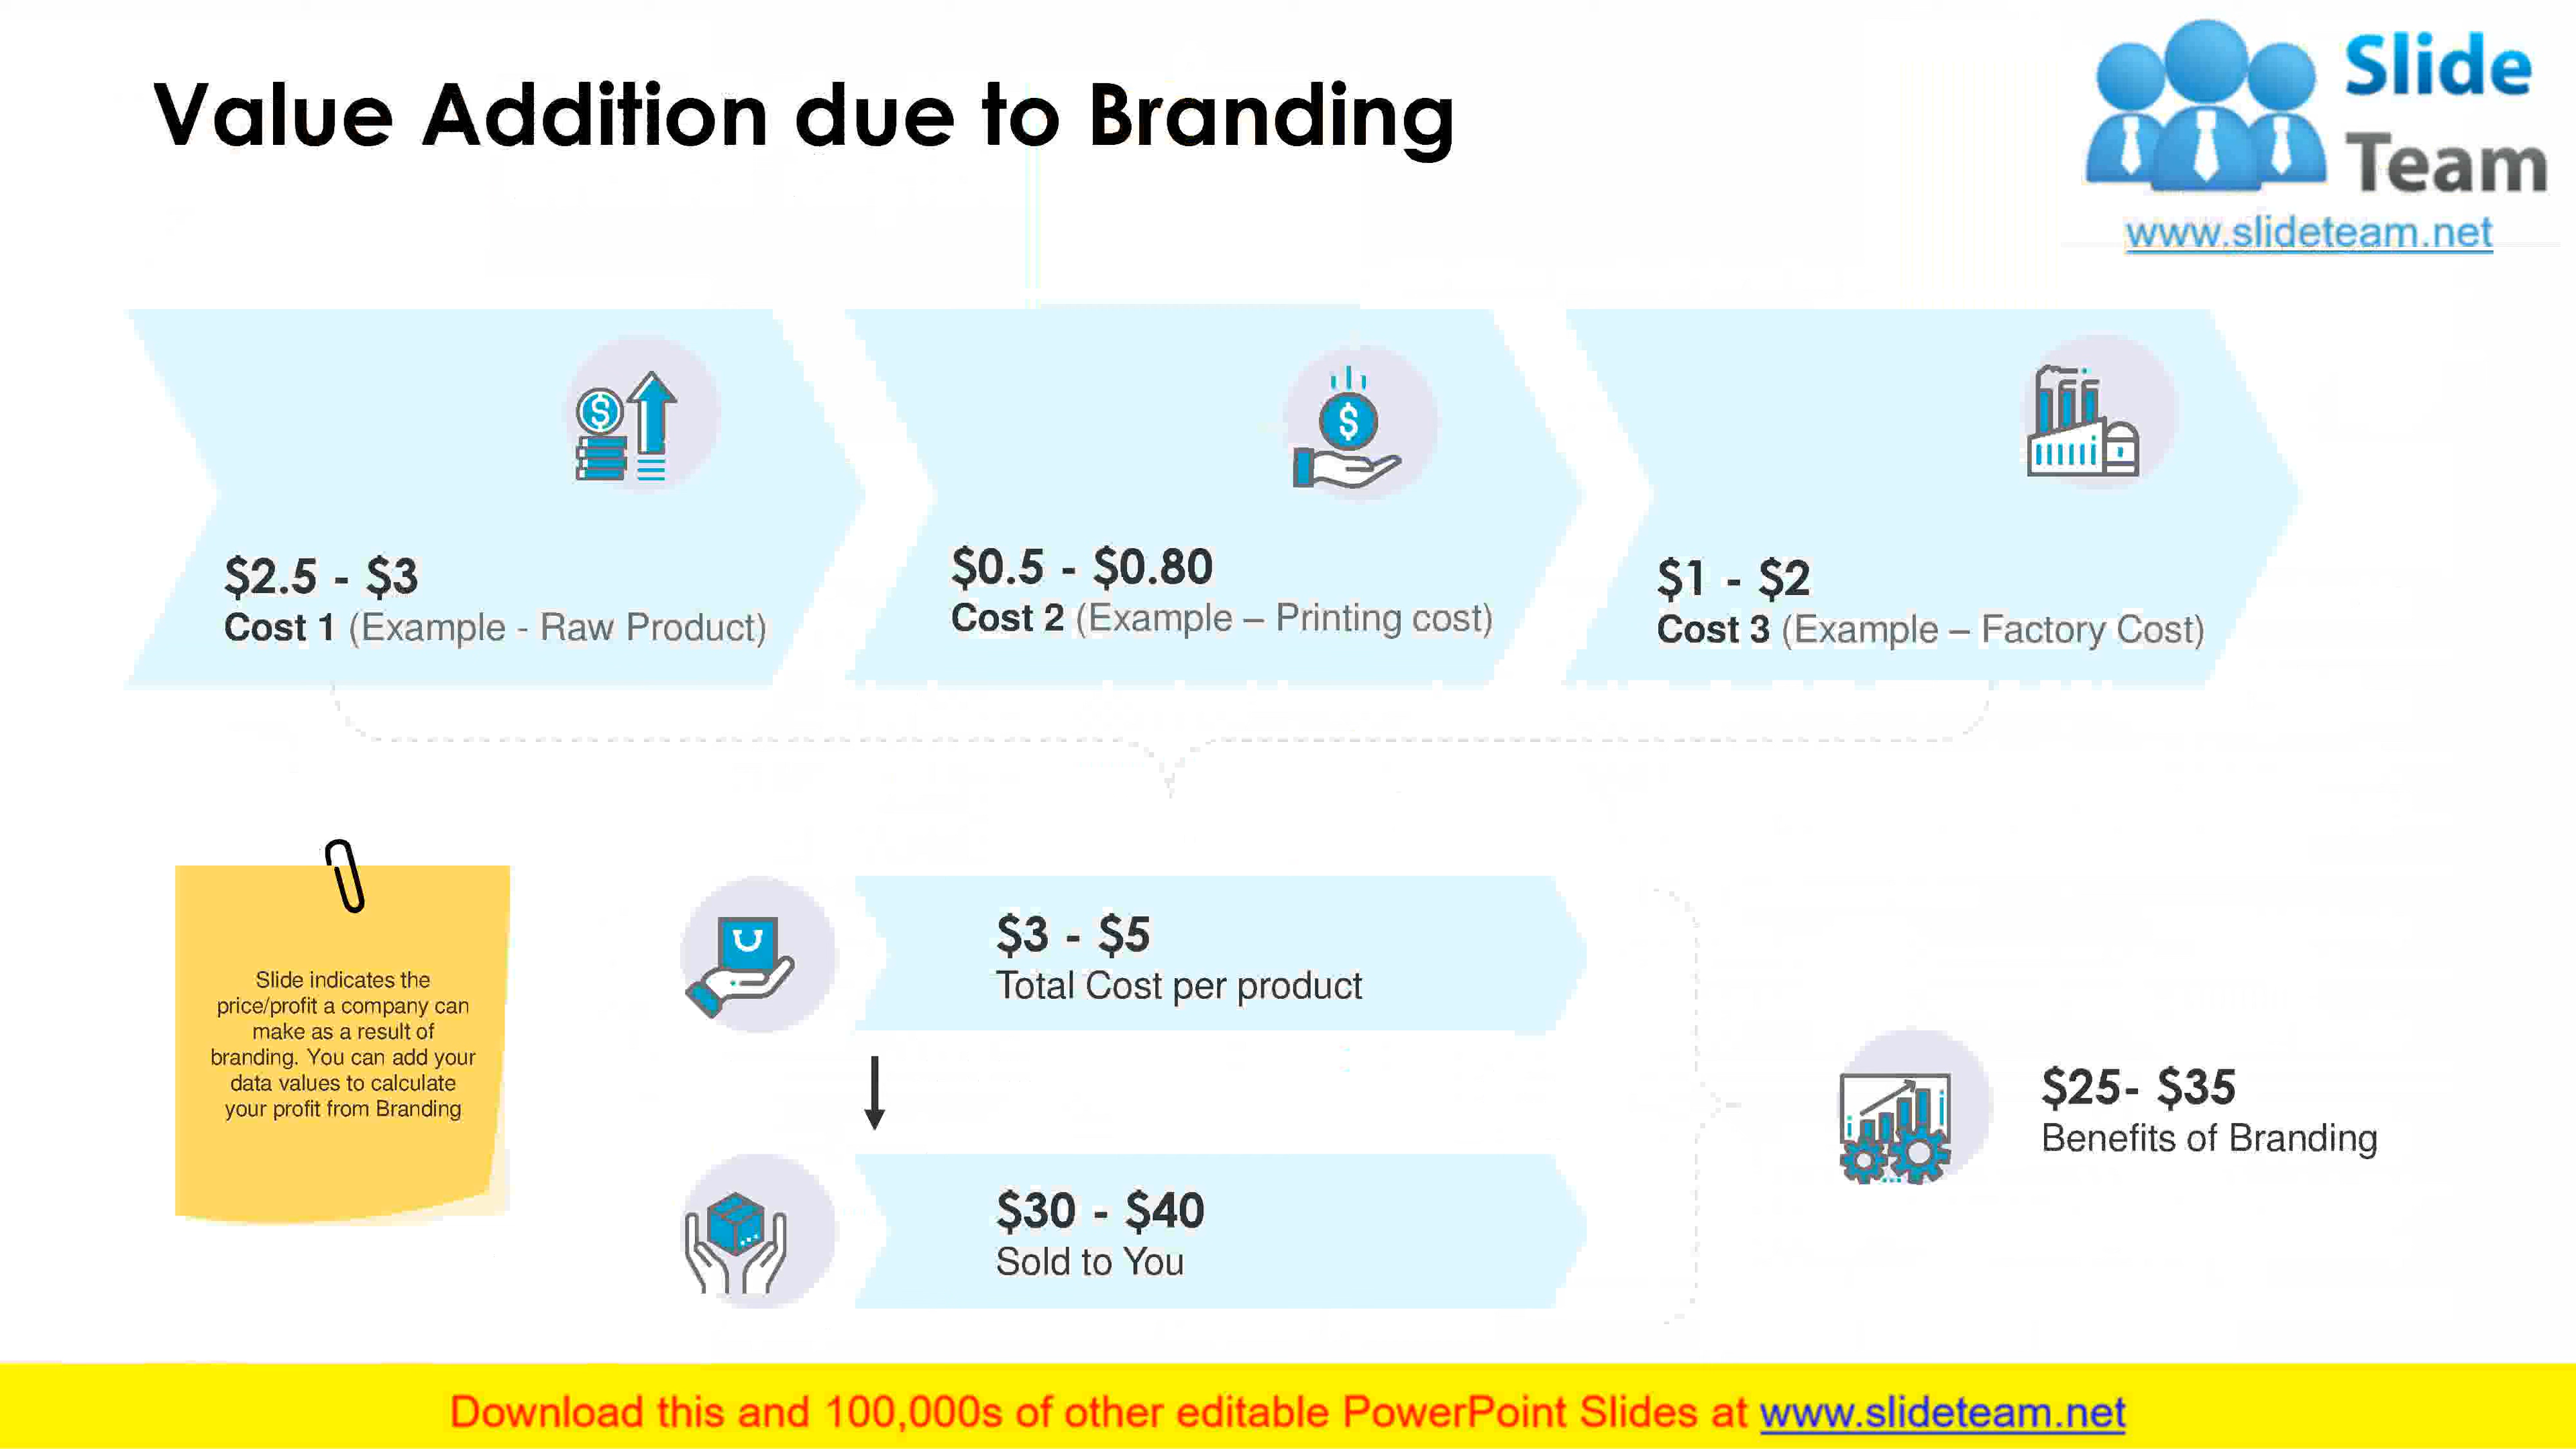 Value Addition due to Branding
Slide
Team
www.slideteam.net
$2.5 - $3
Cost 1 (Example - Raw Product)
$0.5 - $0.80
Cost 2 (Example – Printing cost)
$1 - $2
Cost 3 (Example – Factory Cost)
Slide indicates the
price/profit a company can
make as a result of
branding. You can add your
data values to calculate
your profit from Branding
$3 - $5
Total Cost per product
$30 - $40
Sold to You
$25- $35
Benefits of Branding
Download this and 100,000s of other editable PowerPoint Slides at www.slideteam.net